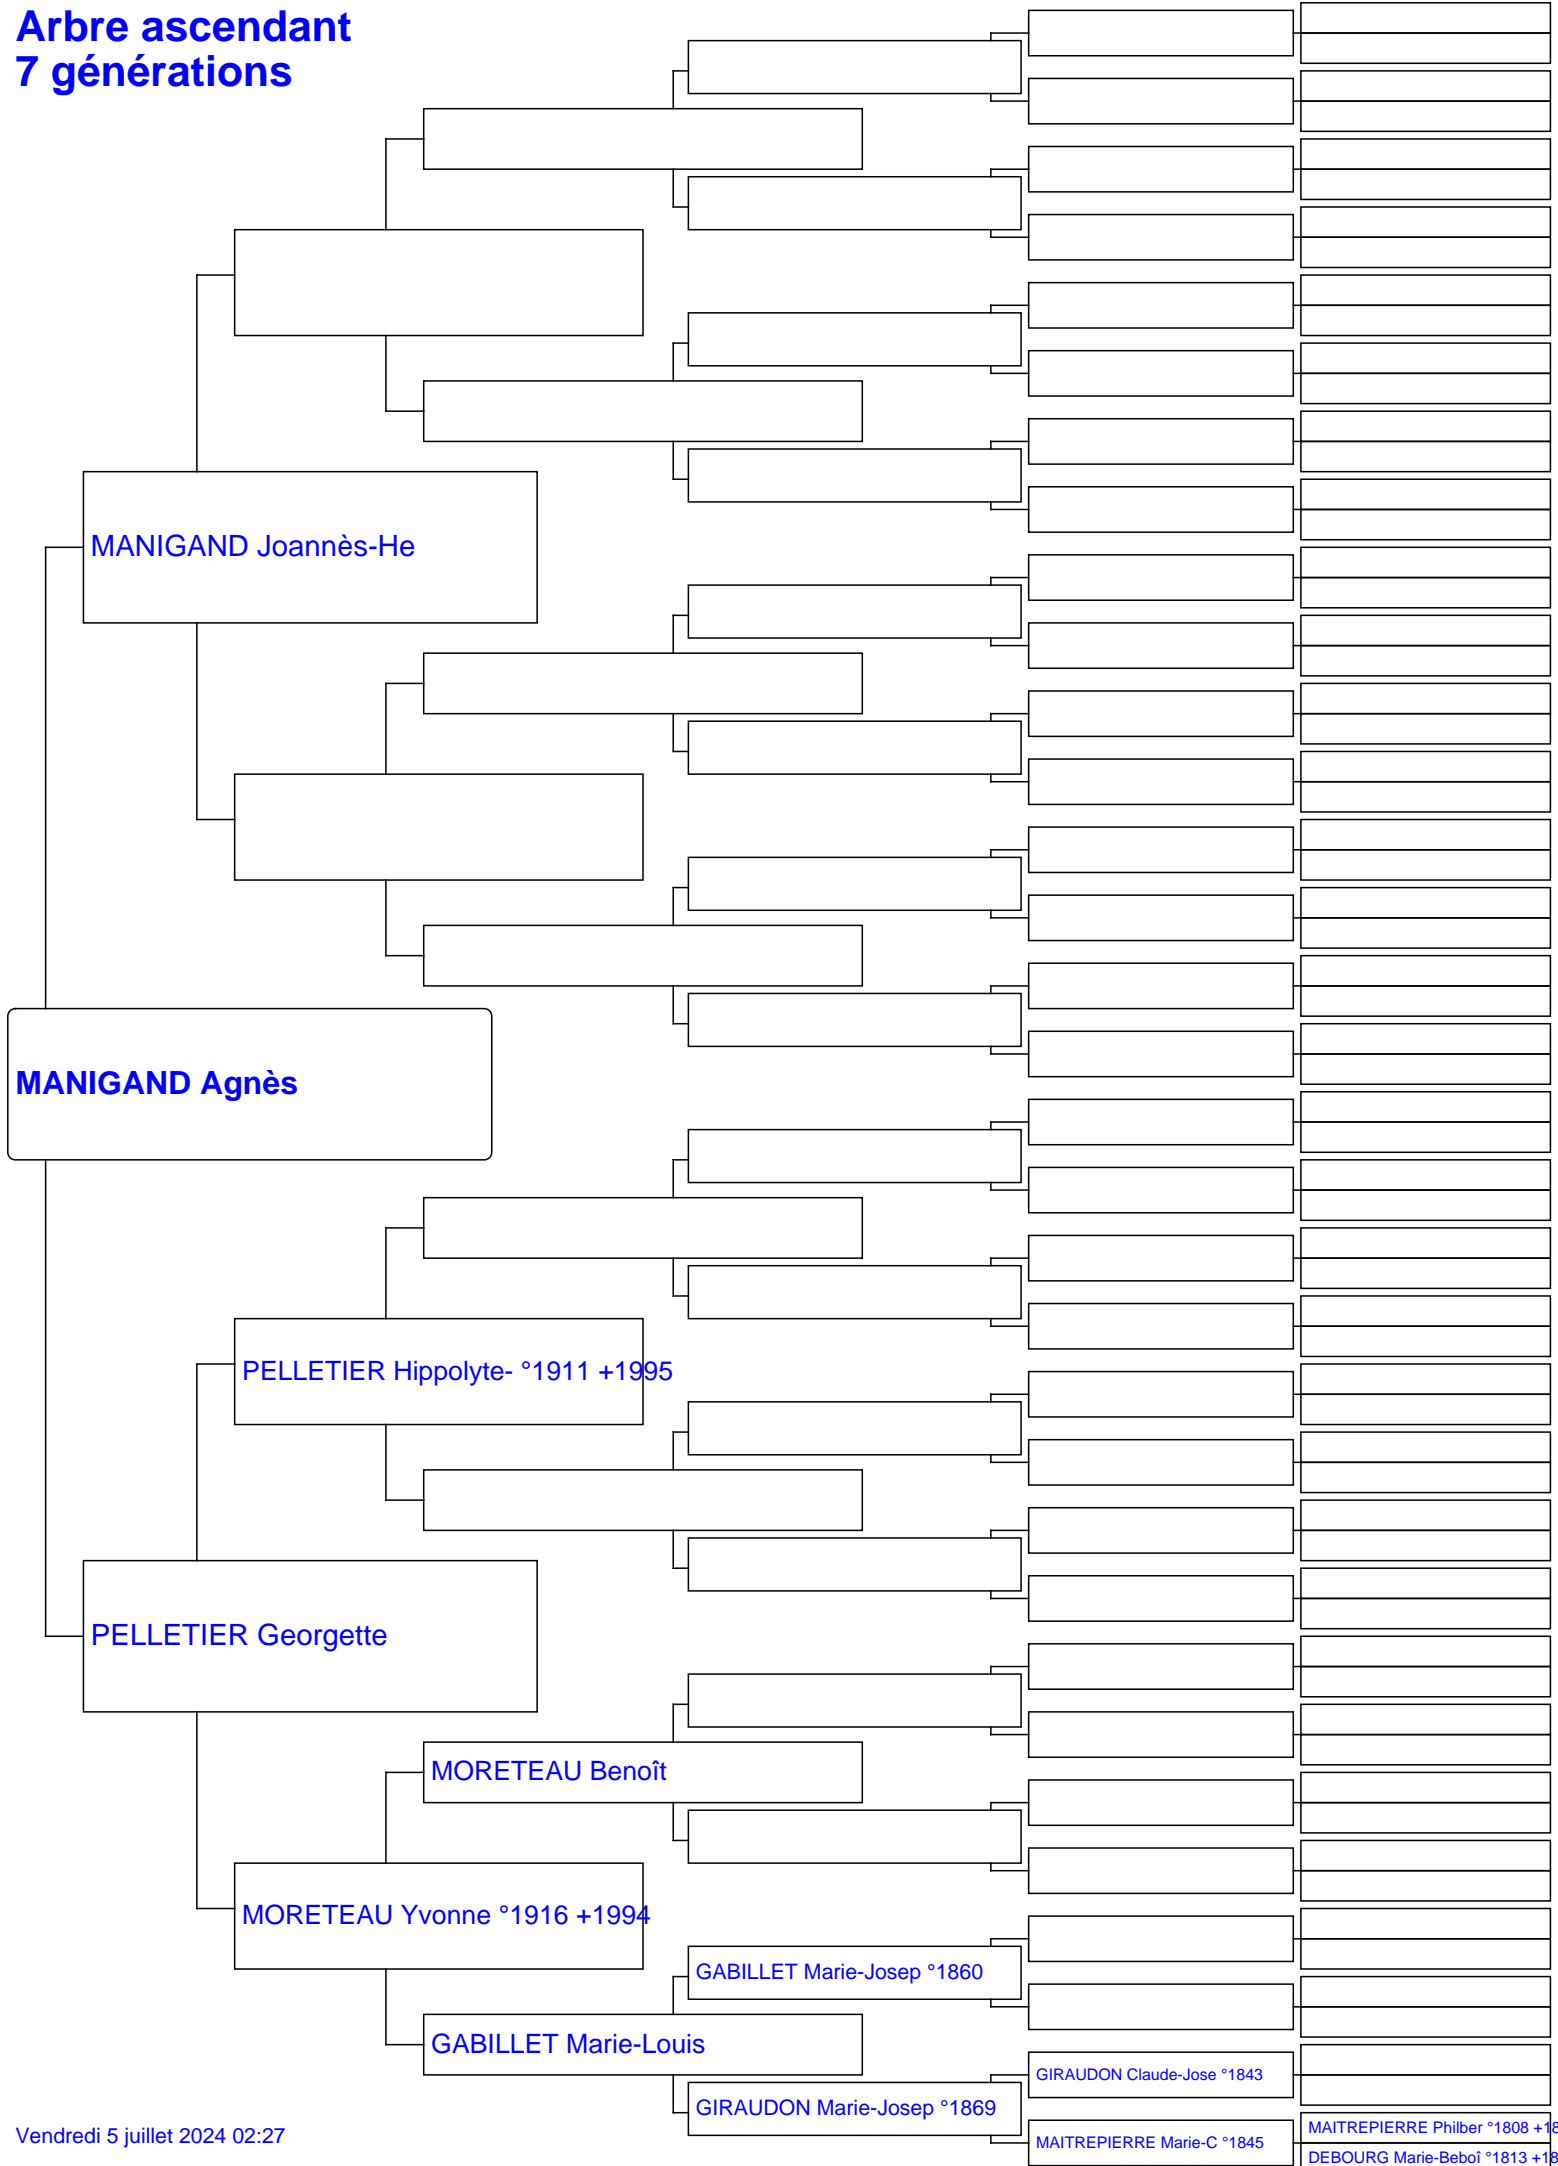 Arbre ascendant
7 générations
MANIGAND Joannès-He
MANIGAND Agnès
PELLETIER Hippolyte- °1911 +1995
PELLETIER Georgette
MORETEAU Benoît
MORETEAU Yvonne °1916 +1994
GABILLET Marie-Josep °1860
GABILLET Marie-Louis
GIRAUDON Claude-Jose °1843
GIRAUDON Marie-Josep °1869
MAITREPIERRE Philber °1808 +18
MAITREPIERRE Marie-C °1845
DEBOURG Marie-Beboî °1813 +18
Vendredi 5 juillet 2024 02:27